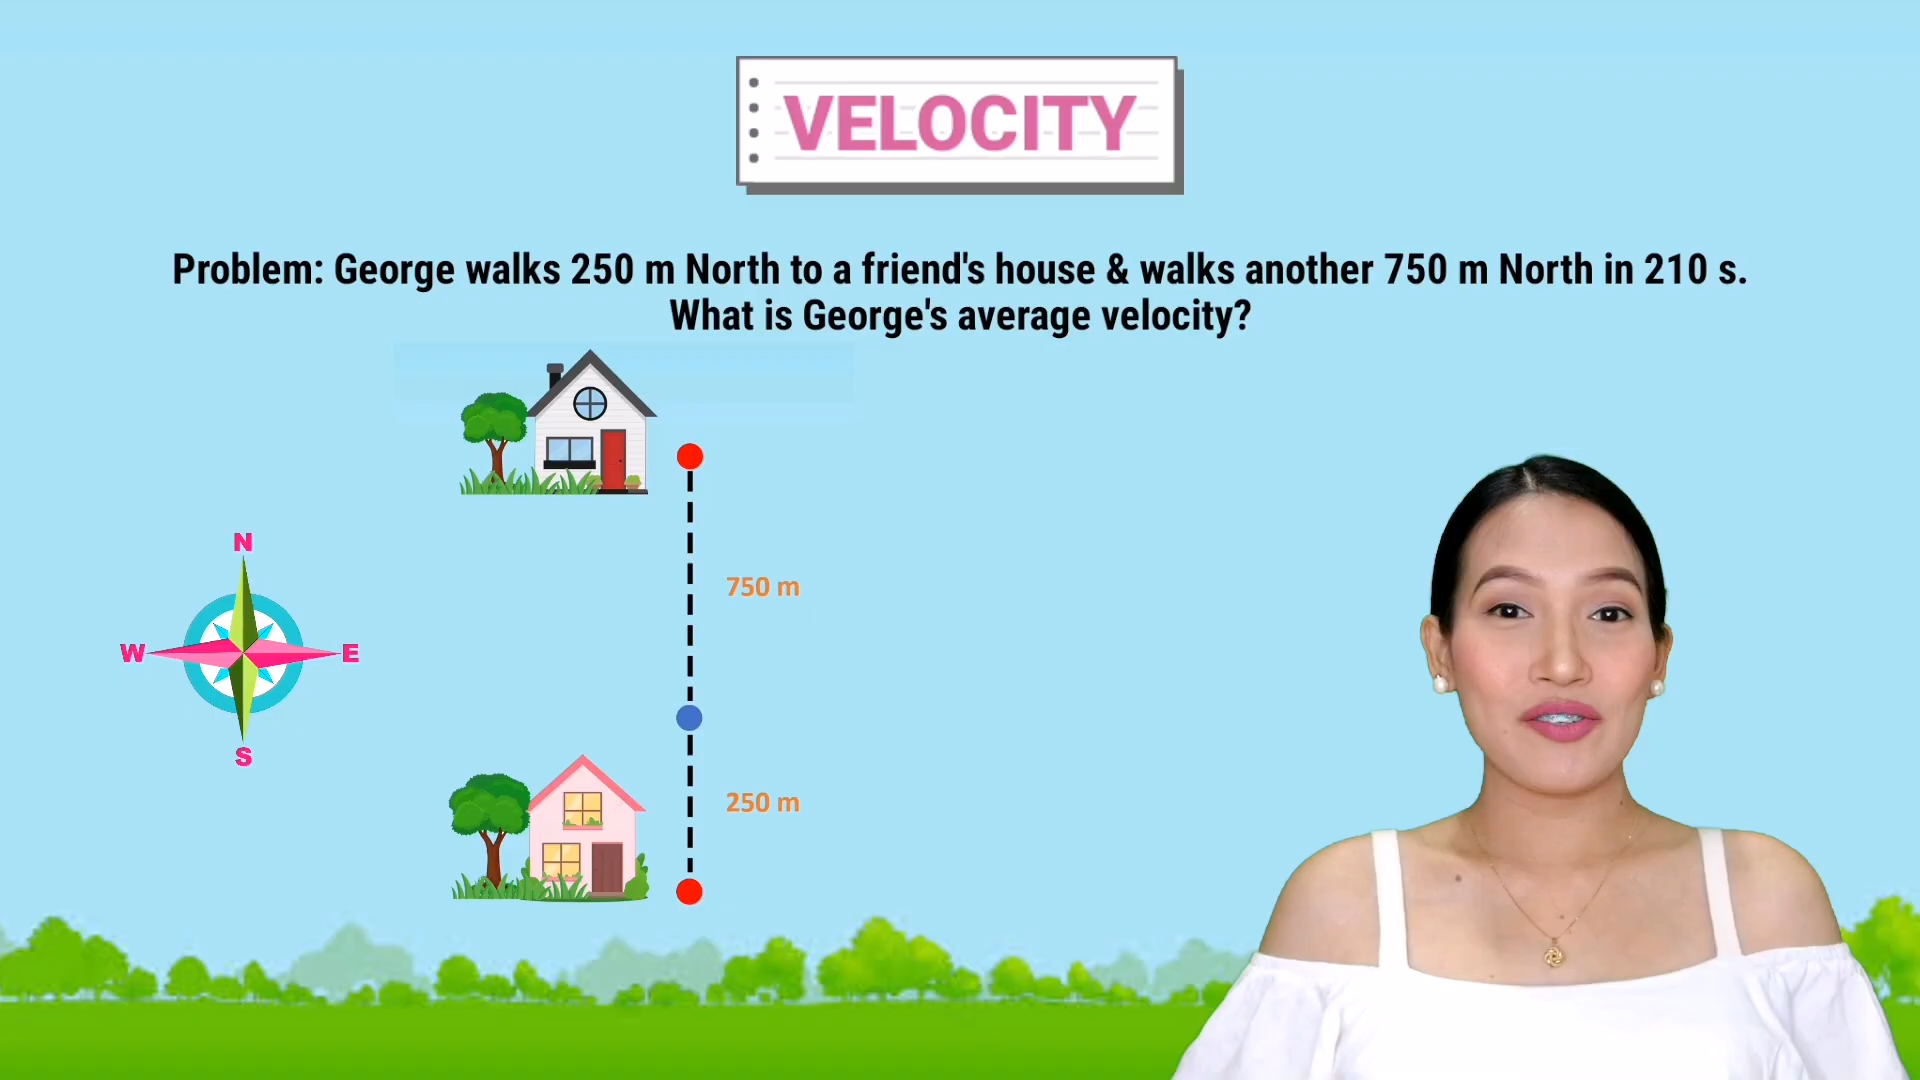 VELOCITY
Problem: George walks 250 m North to a friend's house & walks another 750 m North in 210 s.
What is George's average velocity?
N
750 m
W
E
S
250 m